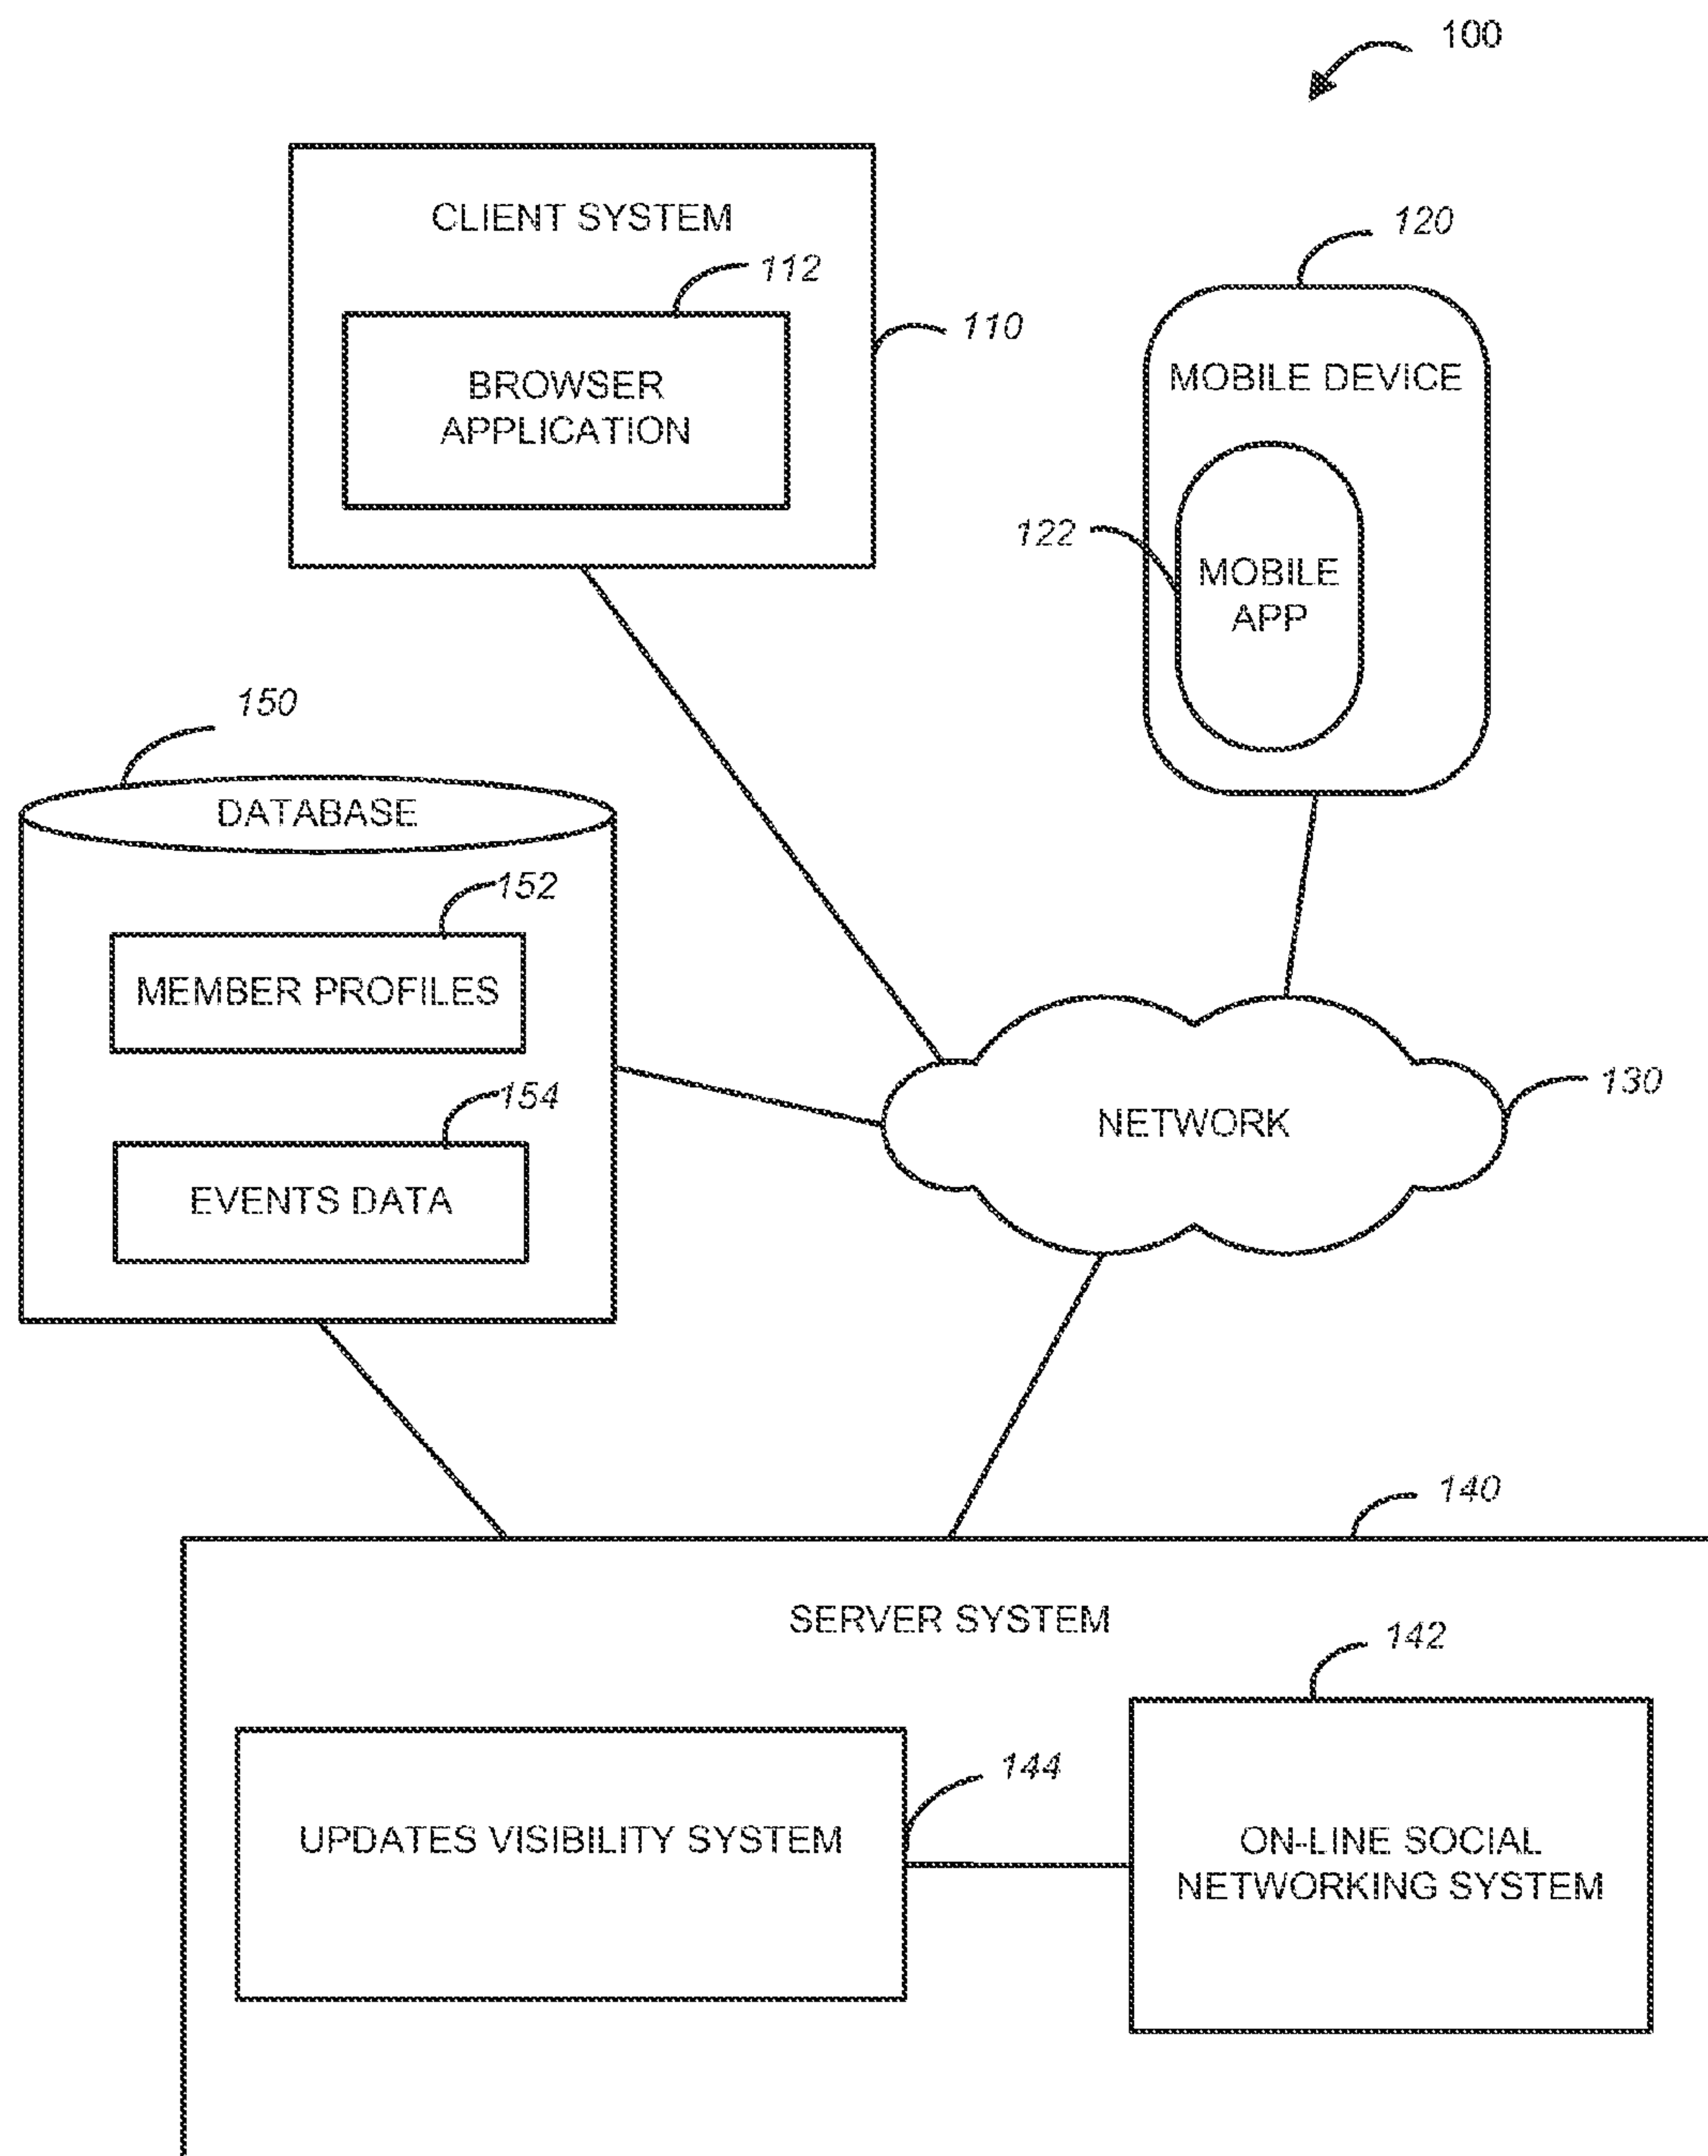 100
CLIENT SYSTEM
112
BROWSER
APPLICATION
110
120
MOBILE DEVICE
122
MOBILE
APP
150
DATABASE
152
MEMBER PROFILES
154
EVENTS DATA
NETWORK
130
140
SERVER SYSTEM
142
144
UPDATES VISIBILITY SYSTEM
ON-LINE SOCIAL
NETWORKING SYSTEM